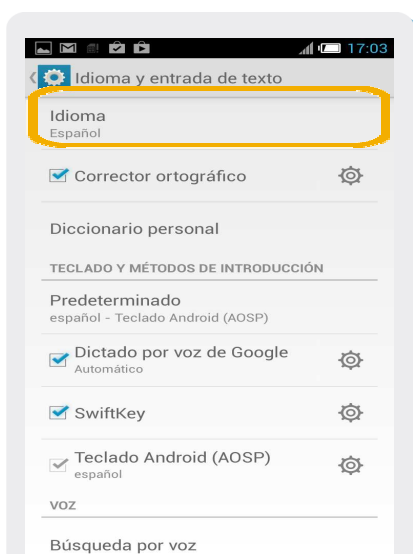 17:03
Idioma y entrada de texto
Idioma
Español
Corrector ortográfico
Diccionario personal
TECLADO Y MÉTODOS DE INTRODUCCIÓN
Predeterminado
español - Teclado Android (AOSP)
Dictado por voz de Google
Automático
SwiftKey
Teclado Android (AOSP)
español
VOZ
Búsqueda por voz